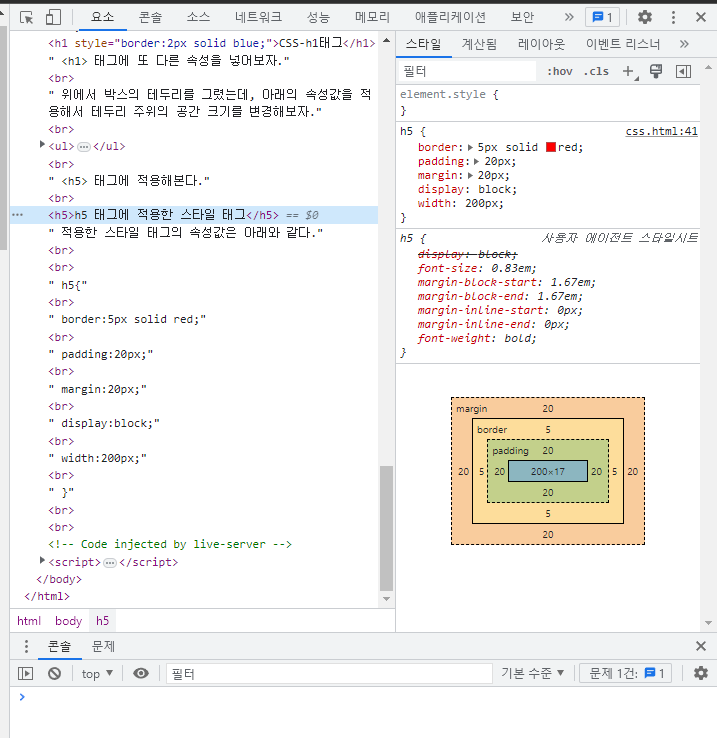 요소 콘솔 소스 네트워크 성능 메모리 애플리케이션 보안 » 1
<h1 style="border:2px solid blue;">CSS-h1태그</h1>
" <h1> 태그에 또 다른 속성을 넣어보자."
<br>
" 위에서 박스의 테두리를 그렸는데, 아래의 속성값을 적
용해서 테두리 주위의 공간 크기를 변경해보자."
<br>
<ul>…</ul>
<br>
" <h5> 태그에 적용해본다."
<br>
<h5>h5 태그에 적용한 스타일 태그</h5> == $0
" 적용한 스타일 태그의 속성값은 아래와 같다."
<br>
<br>
" h5{"
<br>
" border:5px solid red;"
<br>
" padding:20px;"
<br>
" margin:20px;"
<br>
" display:block;"
<br>
" width:200px;"
<br>
" }"
<br>
<br>
<!-- Code injected by live-server -->
<script>…</script>
</body>
</html>
html body h5
스타일 계산됨 레이아웃 이벤트 리스너 »
필터 :hov .cls +
element.style {
}
h5 { css.html:41
border: 5px solid red;
padding: 20px;
margin: 20px;
display: block;
width: 200px;
}
h5 { 사용자 에이전트 스타일시트
display: block;
font-size: 0.83em;
margin-block-start: 1.67em;
margin-block-end: 1.67em;
margin-inline-start: 0px;
margin-inline-end: 0px;
font-weight: bold;
}
margin 20
border 5
padding 20
20 5 20 200×17 20 5 20
20
5
20
콘솔 문제
top 필터 기본 수준 문제 1건: 1